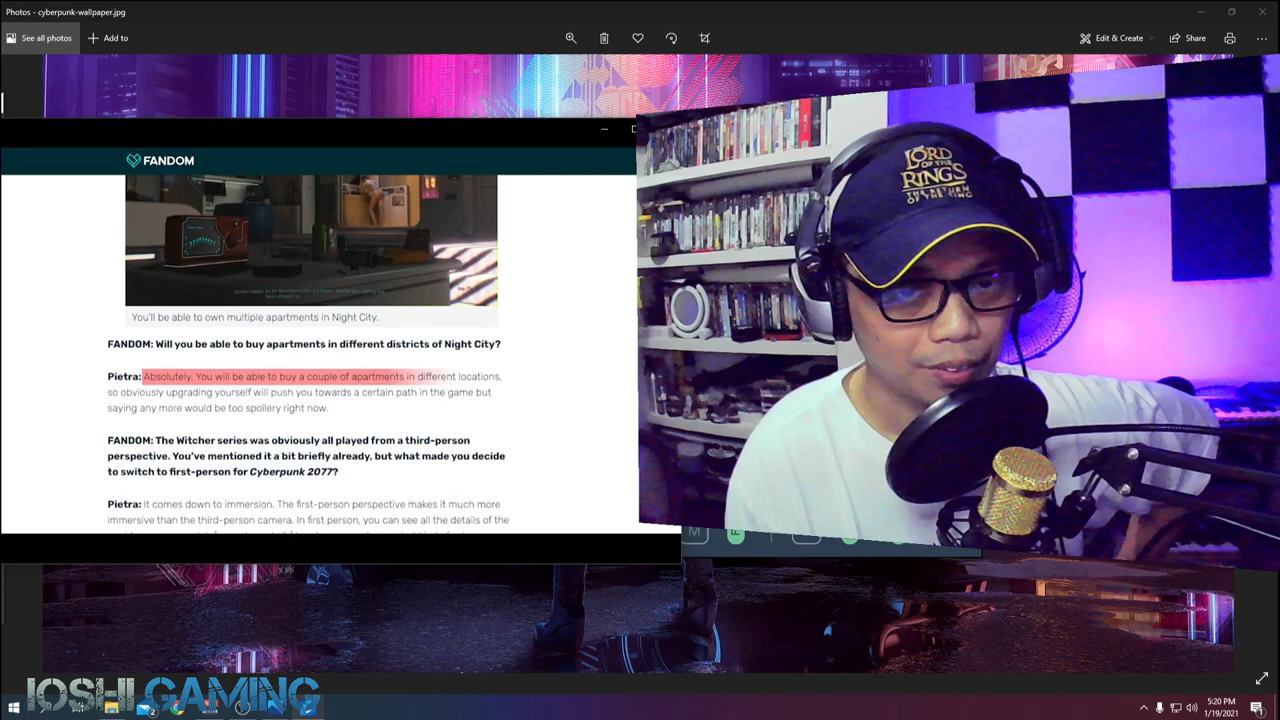 Photos - cyberpunk-wallpaper.jpg
See all photos
Add to
Edit & Create
Share
FANDOM
You'll be able to own multiple apartments in Night City.
FANDOM: Will you be able to buy apartments in different districts of Night City?
Pietra: Absolutely. You will be able to buy a couple of apartments in different locations,
so obviously upgrading yourself will push you towards a certain path in the game but
saying any more would be too spoilery right now.
FANDOM: The Witcher series was obviously all played from a third-person
perspective. You've mentioned it a bit briefly already, but what made you decide
to switch to first-person for Cyberpunk 2077?
Pietra: It comes down to immersion. The first-person perspective makes it much more
immersive than the third-person camera. In first person, you can see all the details of the
LORD
OF THE
RINGS
THE RETURN
OF THE KING
M
IOSHI GAMING
5:20 PM
1/19/2021